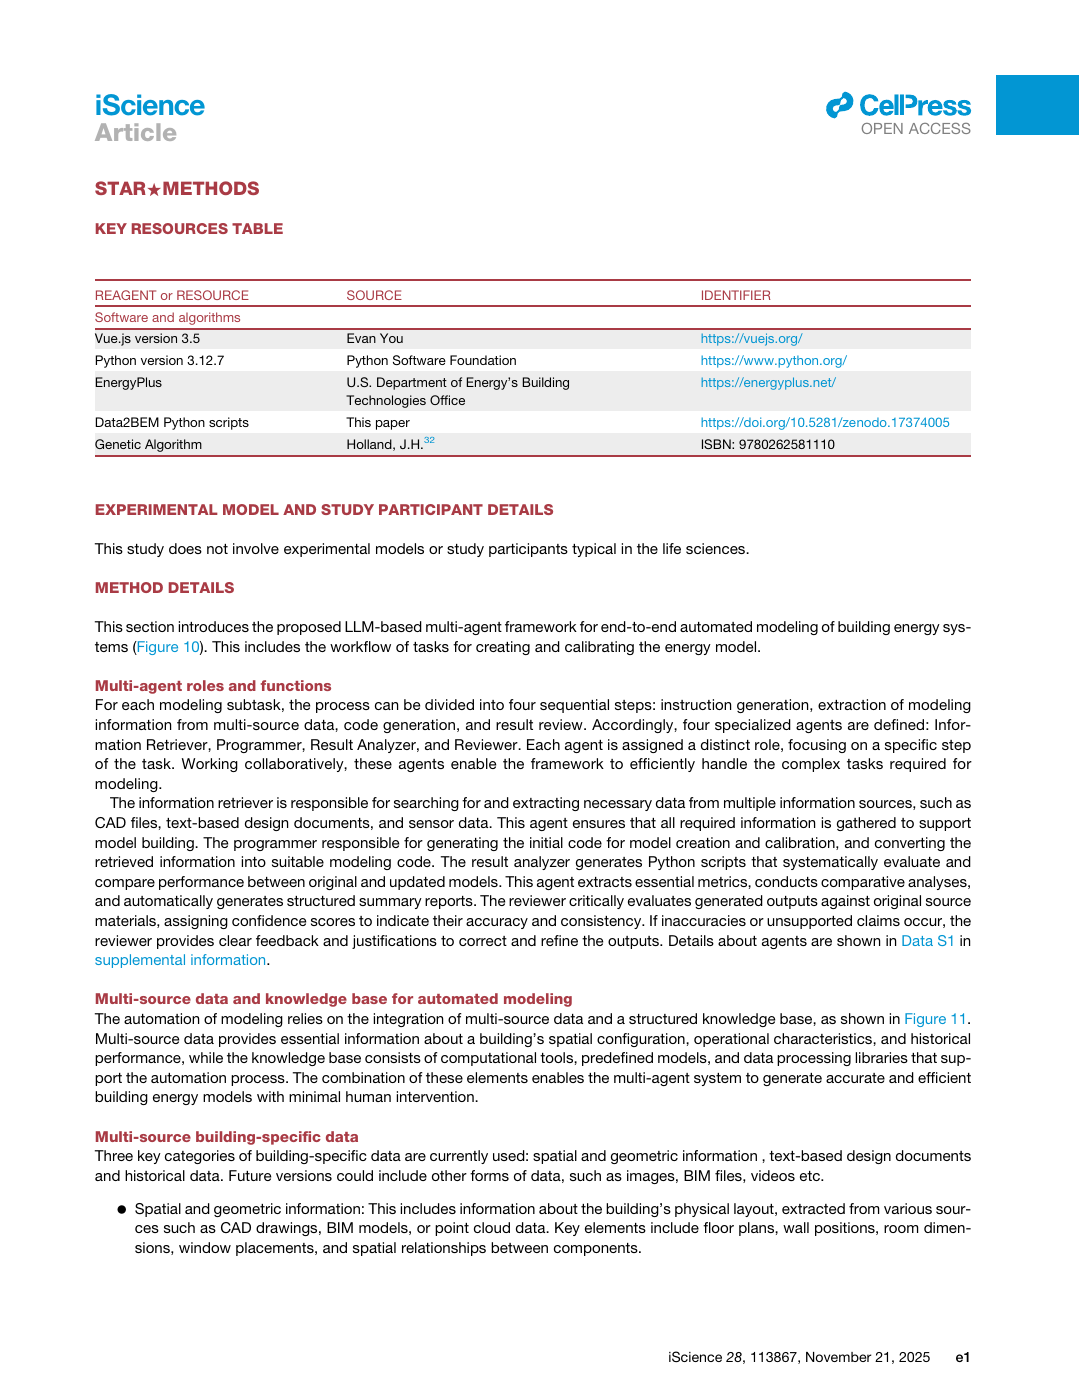 iScience
Article
CellPress
OPEN ACCESS
STAR★METHODS
KEY RESOURCES TABLE
REAGENT or RESOURCE SOURCE IDENTIFIER
Software and algorithms
Vue.js version 3.5 Evan You https://vuejs.org/
Python version 3.12.7 Python Software Foundation https://www.python.org/
EnergyPlus U.S. Department of Energy's Building https://energyplus.net/
Technologies Office
Data2BEM Python scripts This paper https://doi.org/10.5281/zenodo.17374005
Genetic Algorithm Holland, J.H.32 ISBN: 9780262581110
EXPERIMENTAL MODEL AND STUDY PARTICIPANT DETAILS
This study does not involve experimental models or study participants typical in the life sciences.
METHOD DETAILS
This section introduces the proposed LLM-based multi-agent framework for end-to-end automated modeling of building energy sys-
tems (Figure 10). This includes the workflow of tasks for creating and calibrating the energy model.
Multi-agent roles and functions
For each modeling subtask, the process can be divided into four sequential steps: instruction generation, extraction of modeling
information from multi-source data, code generation, and result review. Accordingly, four specialized agents are defined: Infor-
mation Retriever, Programmer, Result Analyzer, and Reviewer. Each agent is assigned a distinct role, focusing on a specific step
of the task. Working collaboratively, these agents enable the framework to efficiently handle the complex tasks required for
modeling.
The information retriever is responsible for searching for and extracting necessary data from multiple information sources, such as
CAD files, text-based design documents, and sensor data. This agent ensures that all required information is gathered to support
model building. The programmer responsible for generating the initial code for model creation and calibration, and converting the
retrieved information into suitable modeling code. The result analyzer generates Python scripts that systematically evaluate and
compare performance between original and updated models. This agent extracts essential metrics, conducts comparative analyses,
and automatically generates structured summary reports. The reviewer critically evaluates generated outputs against original source
materials, assigning confidence scores to indicate their accuracy and consistency. If inaccuracies or unsupported claims occur, the
reviewer provides clear feedback and justifications to correct and refine the outputs. Details about agents are shown in Data S1 in
supplemental information.
Multi-source data and knowledge base for automated modeling
The automation of modeling relies on the integration of multi-source data and a structured knowledge base, as shown in Figure 11.
Multi-source data provides essential information about a building's spatial configuration, operational characteristics, and historical
performance, while the knowledge base consists of computational tools, predefined models, and data processing libraries that sup-
port the automation process. The combination of these elements enables the multi-agent system to generate accurate and efficient
building energy models with minimal human intervention.
Multi-source building-specific data
Three key categories of building-specific data are currently used: spatial and geometric information , text-based design documents
and historical data. Future versions could include other forms of data, such as images, BIM files, videos etc.
● Spatial and geometric information: This includes information about the building's physical layout, extracted from various sour-
ces such as CAD drawings, BIM models, or point cloud data. Key elements include floor plans, wall positions, room dimen-
sions, window placements, and spatial relationships between components.
iScience 28, 113867, November 21, 2025 e1